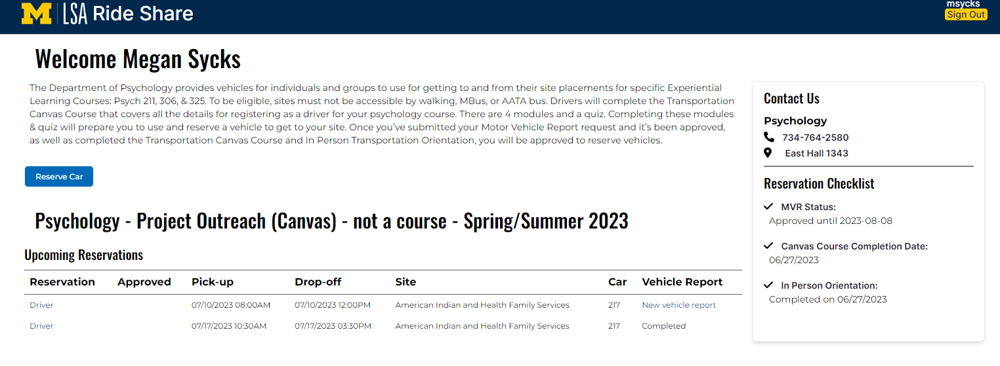 M LSA Ride Share
msycks
Sign Out
Welcome Megan Sycks
The Department of Psychology provides vehicles for individuals and groups to use for getting to and from their site placements for specific Experiential
Learning Courses: Psych 211, 306, & 325. To be eligible, sites must not be accessible by walking, MBus, or AATA bus. Drivers will complete the Transportation
Canvas Course that covers all the details for registering as a driver for your psychology course. There are 4 modules and a quiz. Completing these modules
& quiz will prepare you to use and reserve a vehicle to get to your site. Once you've submitted your Motor Vehicle Report request and it's been approved,
as well as completed the Transportation Canvas Course and In Person Transportation Orientation, you will be approved to reserve vehicles.
Reserve Car
Psychology - Project Outreach (Canvas) - not a course - Spring/Summer 2023
Upcoming Reservations
Reservation Approved Pick-up Drop-off Site Car Vehicle Report
Driver 07/10/2023 08:00AM 07/10/2023 12:00PM American Indian and Health Family Services 217 New vehicle report
Driver 07/17/2023 10:30AM 07/17/2023 03:30PM American Indian and Health Family Services 217 Completed
Contact Us
Psychology
734-764-2580
East Hall 1343
Reservation Checklist
MVR Status:
Approved until 2023-08-08
Canvas Course Completion Date:
06/27/2023
In Person Orientation:
Completed on 06/27/2023